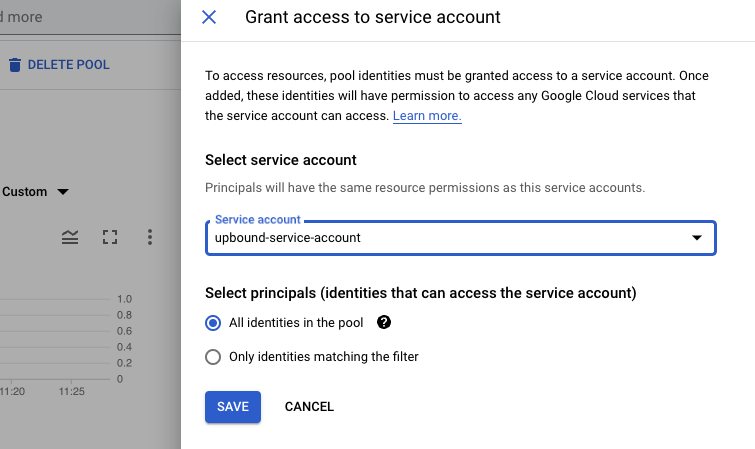 d more
Grant access to service account
DELETE POOL
To access resources, pool identities must be granted access to a service account. Once
added, these identities will have permission to access any Google Cloud services that
the service account can access. Learn more.
Select service account
Custom
Principals will have the same resource permissions as this service accounts.
Service account
upbound-service-account
Select principals (identities that can access the service account)
1.0
0.8
0.6
0.4
0.2
0
11:20
11:25
All identities in the pool
?
Only identities matching the filter
SAVE
CANCEL